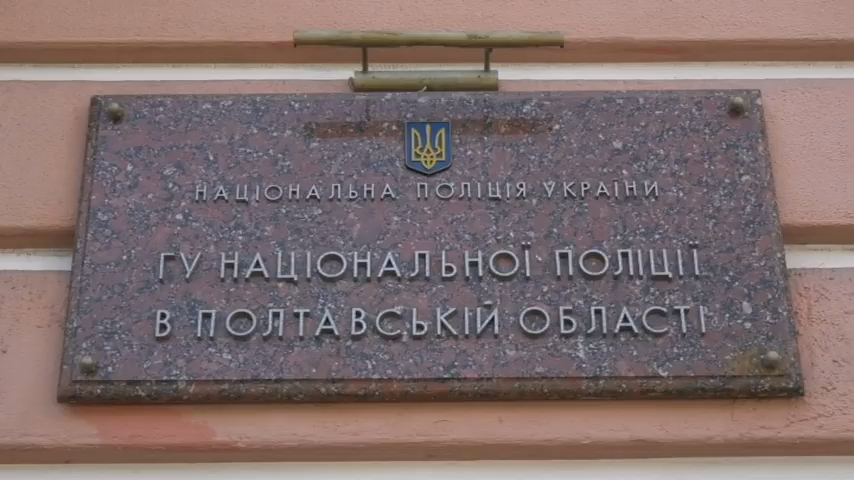 НАЦІОНАЛЬНА ПОЛІЦІЯ УКРАЇНИ
ГУ НАЦІОНАЛЬНОЇ ПОЛІЦІЇ
В ПОЛТАВСЬКІЙ ОБЛАСТІ